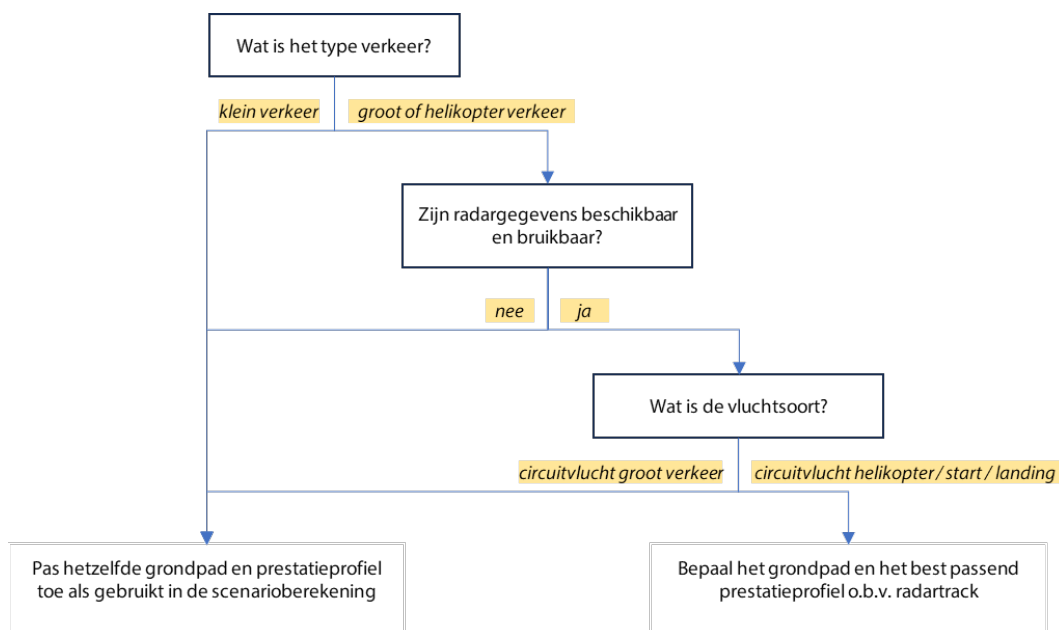 Wat is het type verkeer?
klein verkeer
groot of helikopter verkeer
Zijn radargegevens beschikbaar
en bruikbaar?
nee
ja
Wat is de vluchtsoort?
circuitvlucht groot verkeer
circuitvlucht helikopter / start / landing
Pas hetzelfde grondpad en prestatieprofiel
toe als gebruikt in de scenarioberekening
Bepaal het grondpad en het best passend
prestatieprofiel o.b.v. radartrack